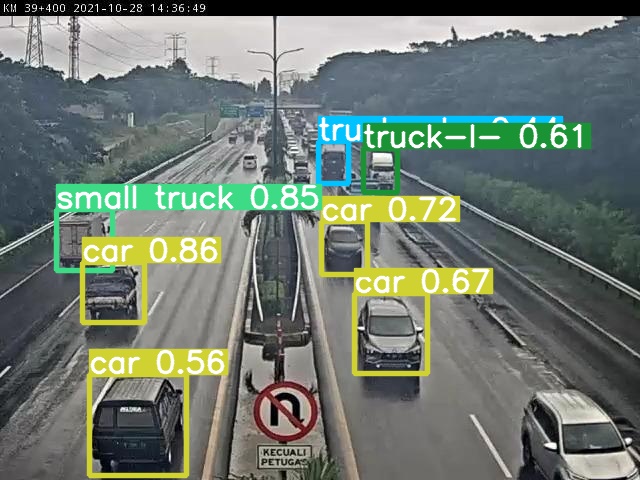 KM 39+400 2021-10-28 14:36:49
truck-l- 0.61
small truck 0.85
car 0.72
car 0.86
car 0.67
car 0.56
KECUALI
PETUGAS